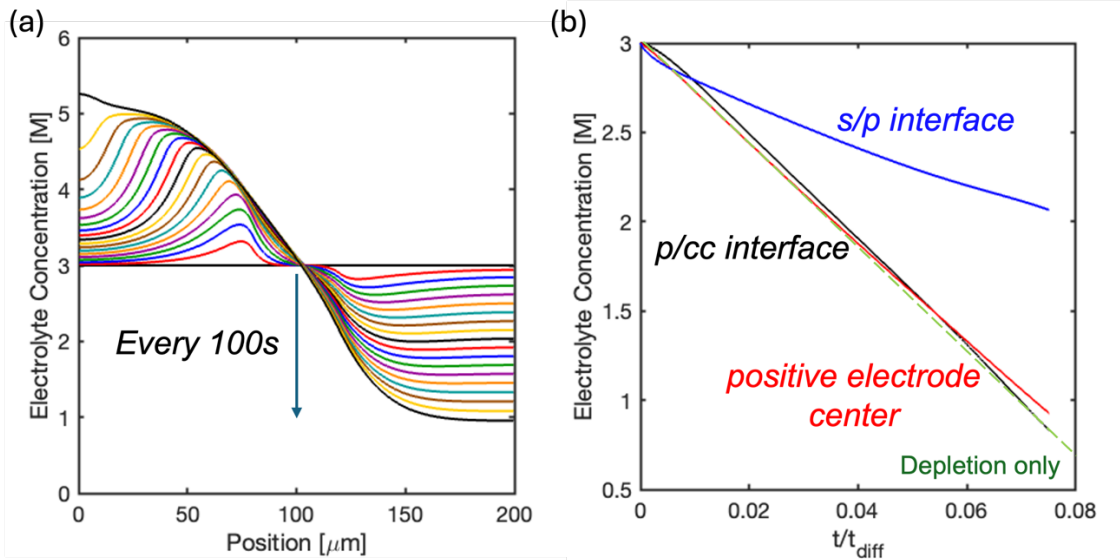 (a)
Electrolyte Concentration [M]
6
5
4
3
2
1
0
Every 100s
0
50
100
150
200
Position [μm]
(b)
Electrolyte Concentration [M]
3
2.5
2
1.5
1
0.5
s/p interface
p/cc interface
positive electrode
center
Depletion only
0
0.02
0.04
0.06
0.08
t/t_diff